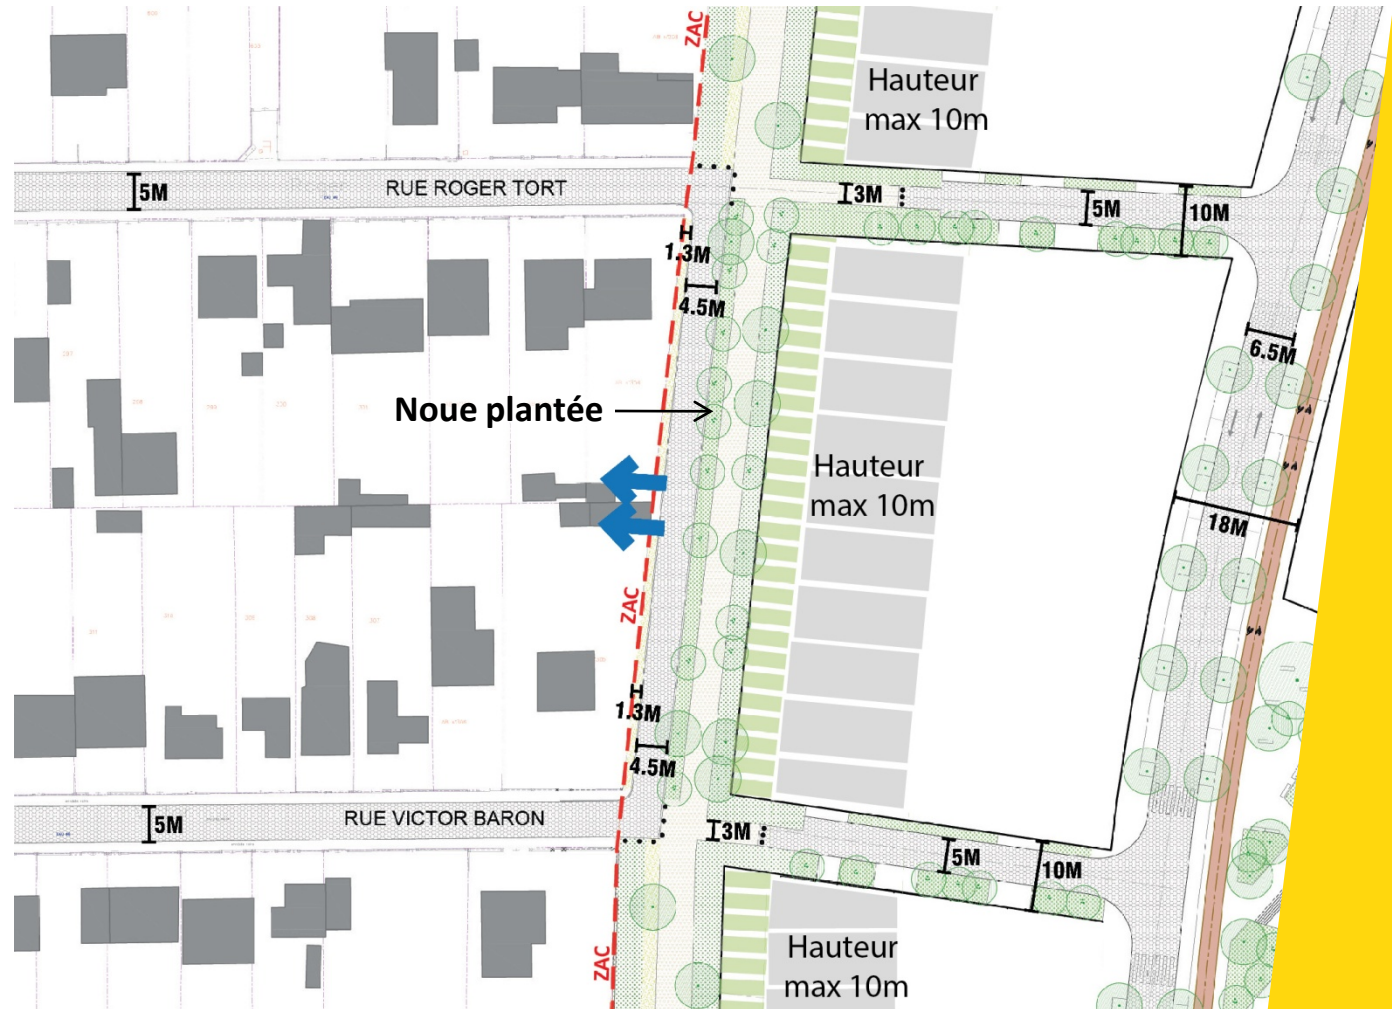 ZAC
Hauteur
max 10m
5M
RUE ROGER TORT
3M
5M
10M
1.3M
4.5M
6.5M
Noue plantée
Hauteur
max 10m
18M
ZAC
1.3M
4.5M
5M
RUE VICTOR BARON
3M
5M
10M
ZAC
Hauteur
max 10m